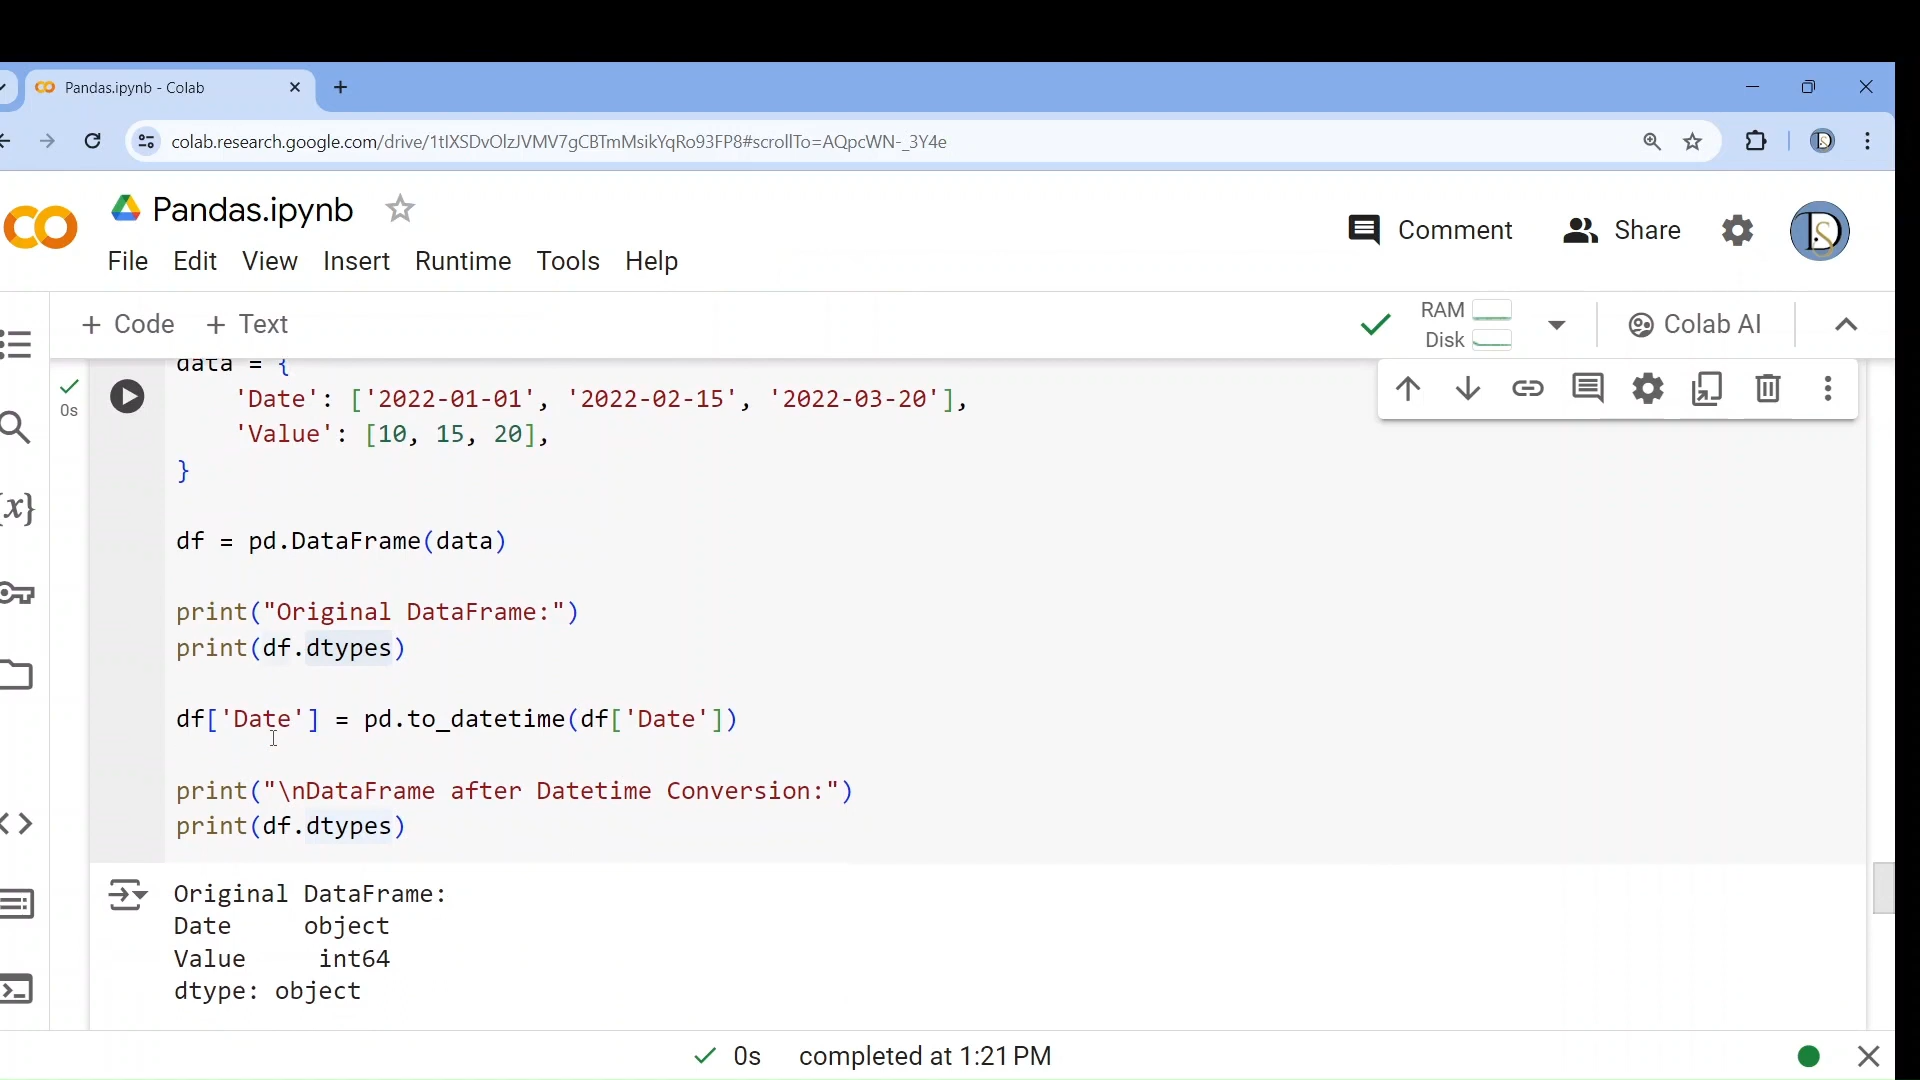 Pandas.ipynb - Colab
colab.research.google.com/drive/1tlXSDvOlzJVMV7gCBTmMsikYqRo93FP8#scrollTo=AQpcWN-_3Y4e
Pandas.ipynb
Comment
Share
File Edit View Insert Runtime Tools Help
+ Code + Text
RAM
Disk
Colab AI
data = {
0s
'Date': ['2022-01-01', '2022-02-15', '2022-03-20'],
'Value': [10, 15, 20],
}
{x}
df = pd.DataFrame(data)
print("Original DataFrame:")
print(df.dtypes)
df['Date'] = pd.to_datetime(df['Date'])
print("\nDataFrame after Datetime Conversion:")
print(df.dtypes)
Original DataFrame:
Date object
Value int64
dtype: object
0s completed at 1:21 PM